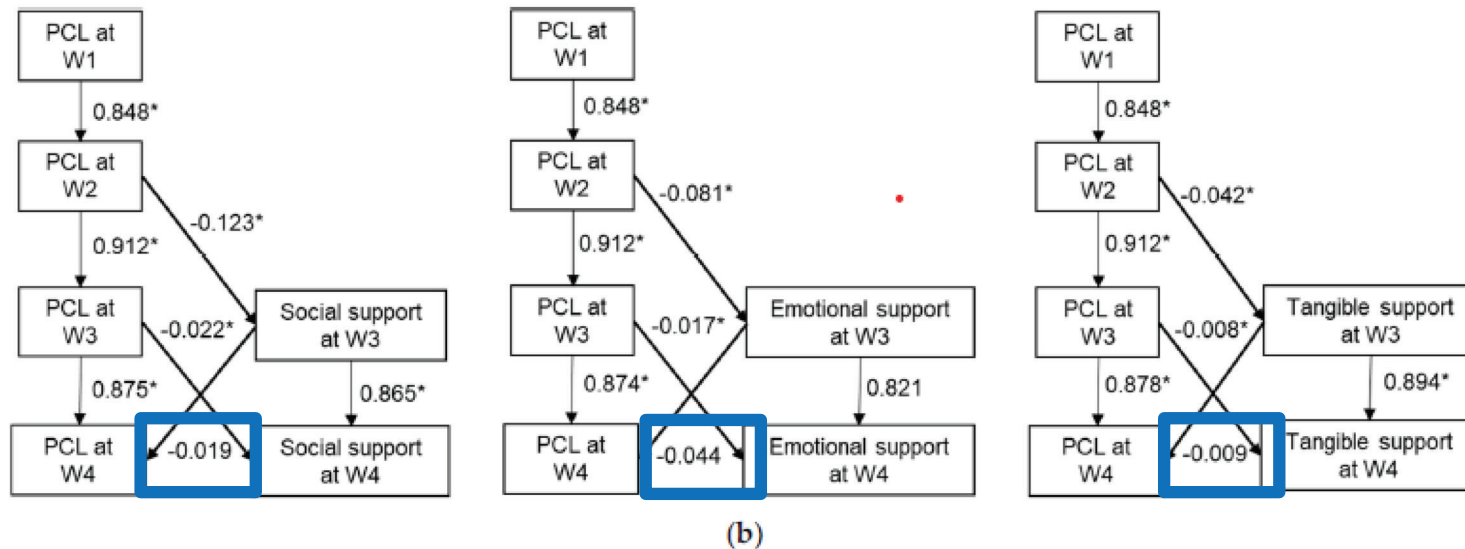 PCL at
W1
0.848*
PCL at
W2
-0.123*
0.912*
PCL at
W3
-0.022*
Social support
at W3
0.875*
0.865*
PCL at
W4
-0.019
Social support
at W4
PCL at
W1
0.848*
PCL at
W2
-0.081*
0.912*
PCL at
W3
-0.017*
Emotional support
at W3
0.874*
0.821
PCL at
W4
-0.044
Emotional support
at W4
PCL at
W1
0.848*
PCL at
W2
-0.042*
0.912*
PCL at
W3
-0.008*
Tangible support
at W3
0.878*
0.894*
PCL at
W4
-0.009
Tangible support
at W4
(b)